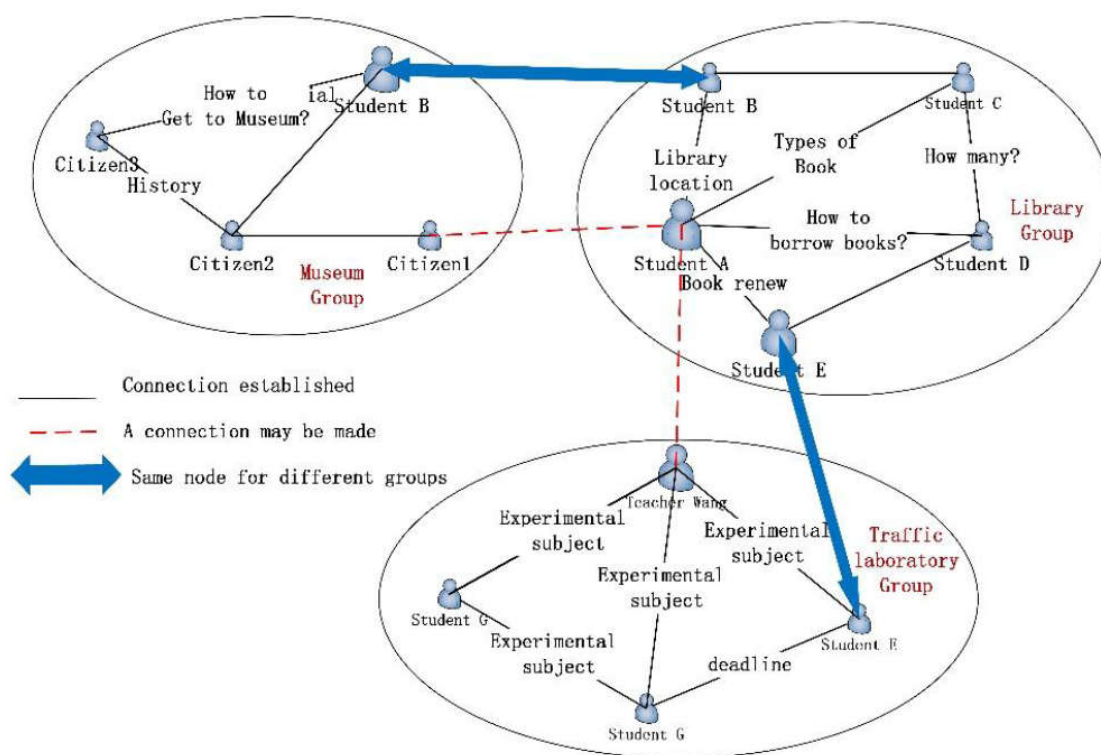 How to
ial
Get to Museum?
Student B
Citizen3
History
Citizen2
Citizen1
Museum
Group
Student B
Student C
Types of
Book
How many?
Library
location
How to
borrow books?
Library
Group
Student A
Student D
Book renew
Student E
Connection established
A connection may be made
Same node for different groups
Teacher Wang
Experimental
subject
Experimental
subject
Traffic
laboratory
Group
Experimental
subject
Student G
Experimental
subject
Student E
deadline
Student G